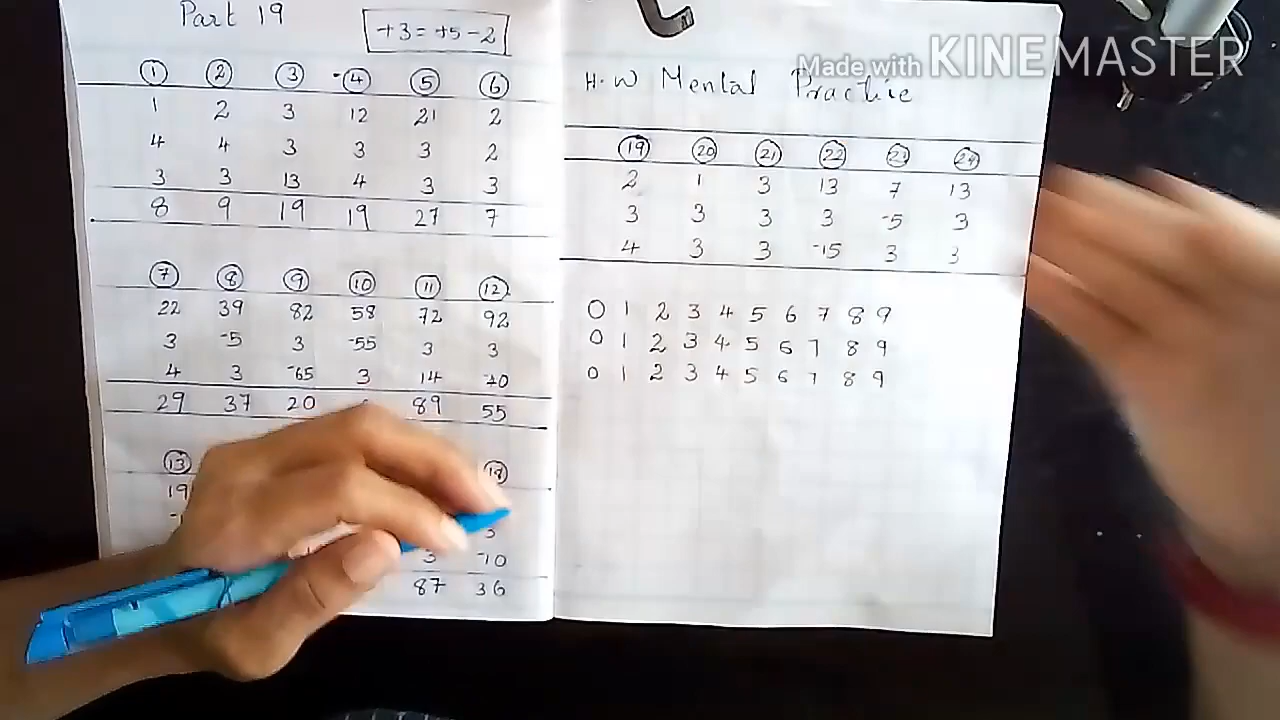 Part 19
+3 = +5 - 2
1 2 3 4 5 6
1 2 3 12 21 2
4 4 3 3 3 2
3 3 13 4 3 3
8 9 19 19 27 7
7 8 9 10 11 12
22 39 82 58 72 92
3 -5 3 -55 3 3
4 3 -65 3 14 -40
29 37 20 89 55
13 18
19
3
3 -10
87 36
Made with KINEMASTER
H.W Mental Practice
19 20 21 22 23 24
2 1 3 13 7 13
3 3 3 3 -5 3
4 3 3 -15 3 3
0 1 2 3 4 5 6 7 8 9
0 1 2 3 4 5 6 7 8 9
0 1 2 3 4 5 6 7 8 9